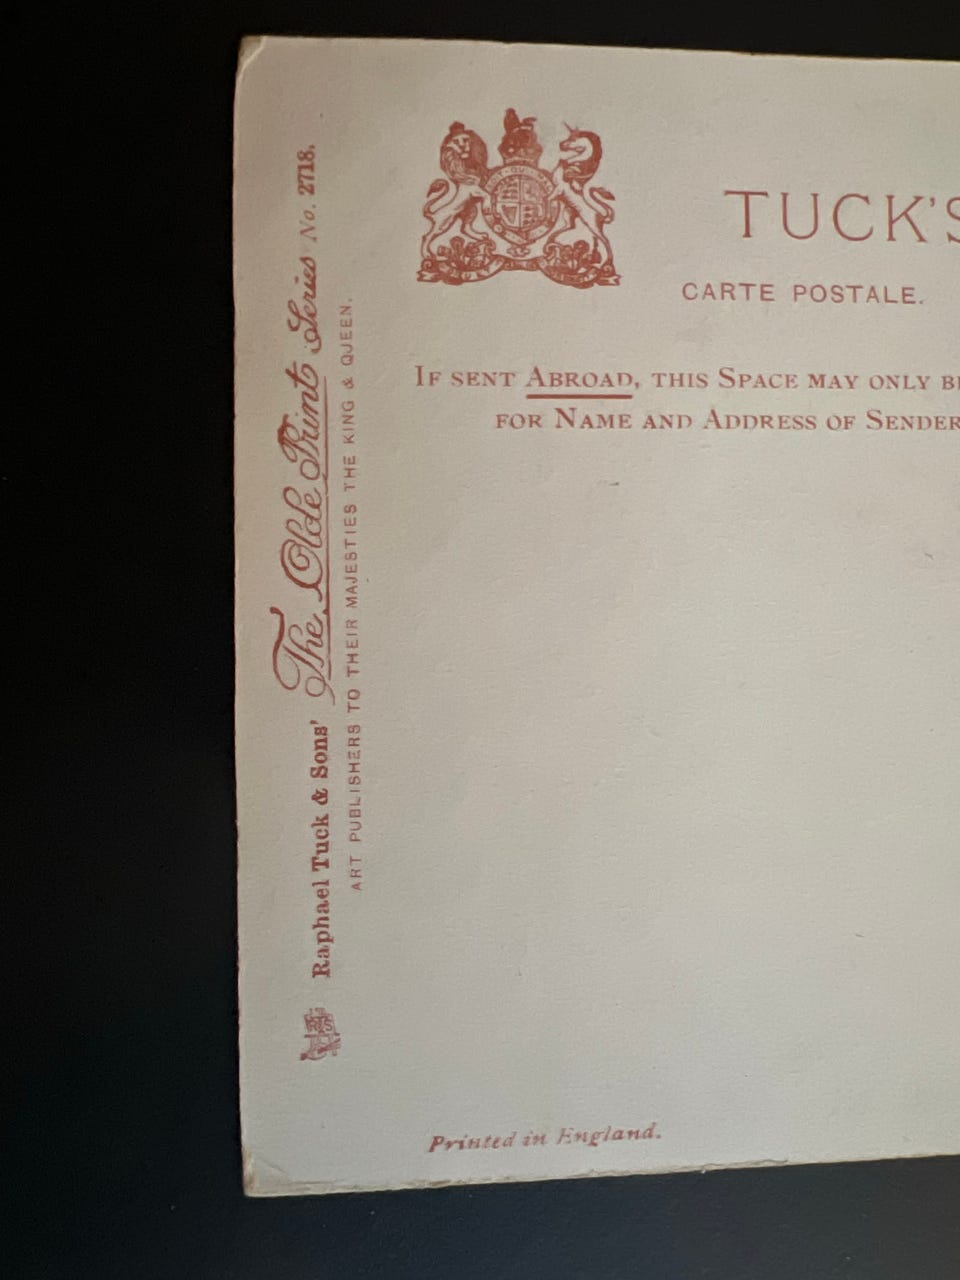 TUCK'S
CARTE POSTALE.
IF SENT ABROAD, THIS SPACE MAY ONLY
FOR NAME AND ADDRESS OF SENDER
Raphael Tuck & Sons' The Olde Print Series No. 2718.
ART PUBLISHERS TO THEIR MAJESTIES THE KING & QUEEN.
Printed in England.